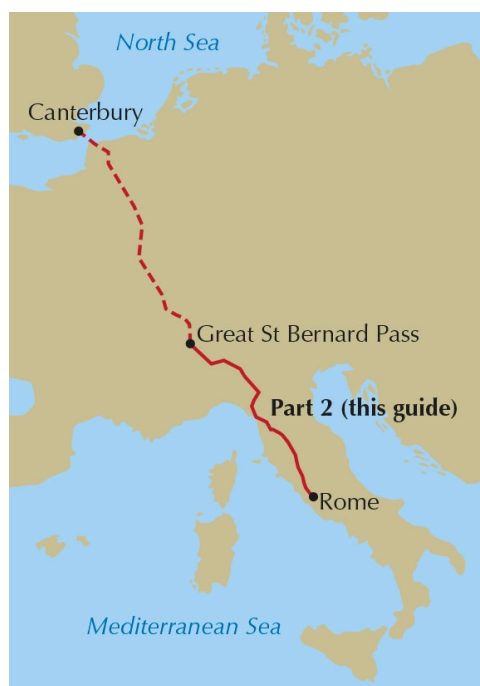 North Sea
Canterbury
Great St Bernard Pass
Part 2 (this guide)
Rome
Mediterranean Sea